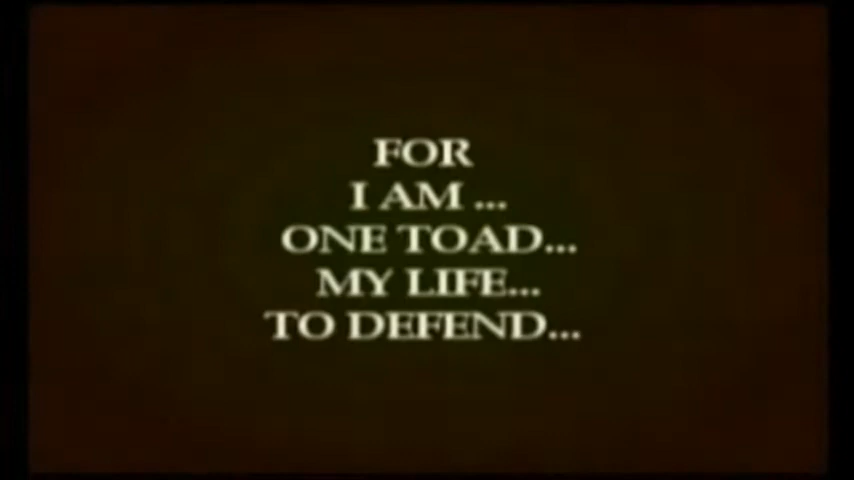 FOR
I AM ...
ONE TOAD...
MY LIFE...
TO DEFEND...